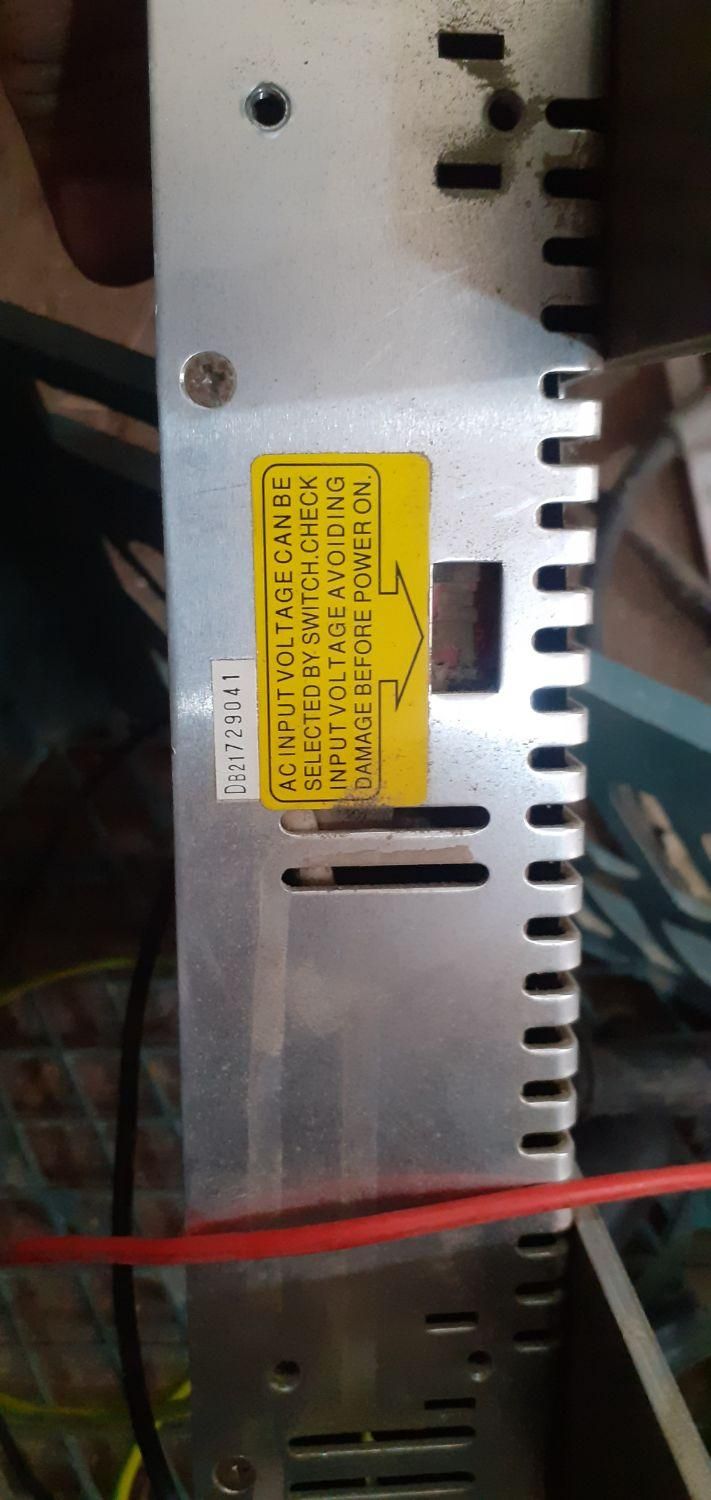 AC INPUT VOLTAGE CAN BE
SELECTED BY SWITCH.CHECK
INPUT VOLTAGE AVOIDING
DAMAGE BEFORE POWER ON.
DB21729041